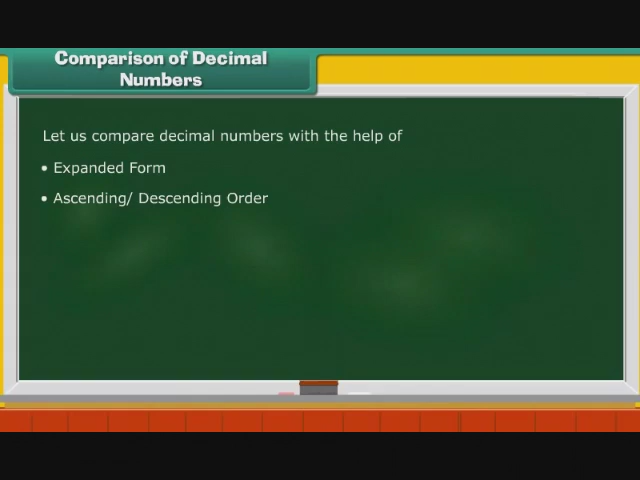 Comparison of Decimal
Numbers
Let us compare decimal numbers with the help of
• Expanded Form
• Ascending/ Descending Order